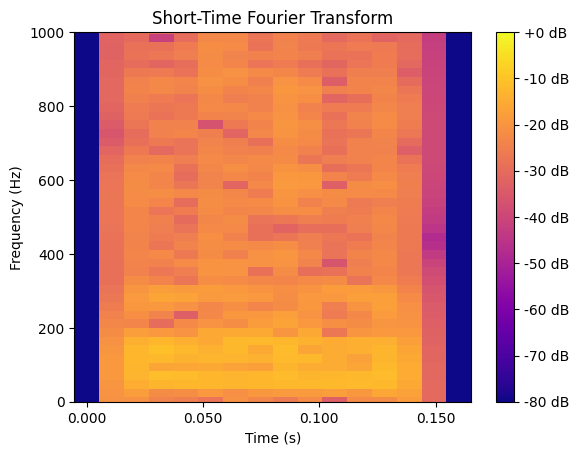 Short-Time Fourier Transform
1000
800
600
400
200
0
Frequency (Hz)
0.000
0.050
0.100
0.150
Time (s)
+0 dB
-10 dB
-20 dB
-30 dB
-40 dB
-50 dB
-60 dB
-70 dB
-80 dB